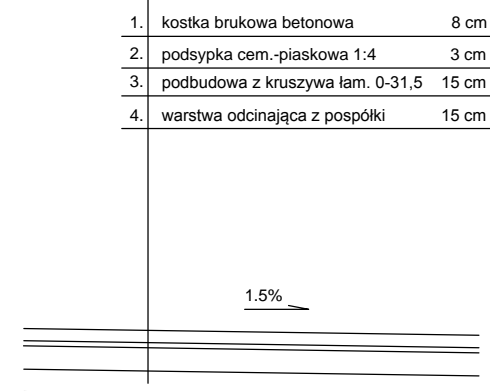 1. kostka brukowa betonowa 8 cm
2. podsypka cem.-piaskowa 1:4 3 cm
3. podbudowa z kruszywa łam. 0-31,5 15 cm
4. warstwa odcinająca z pospółki 15 cm
1.5%